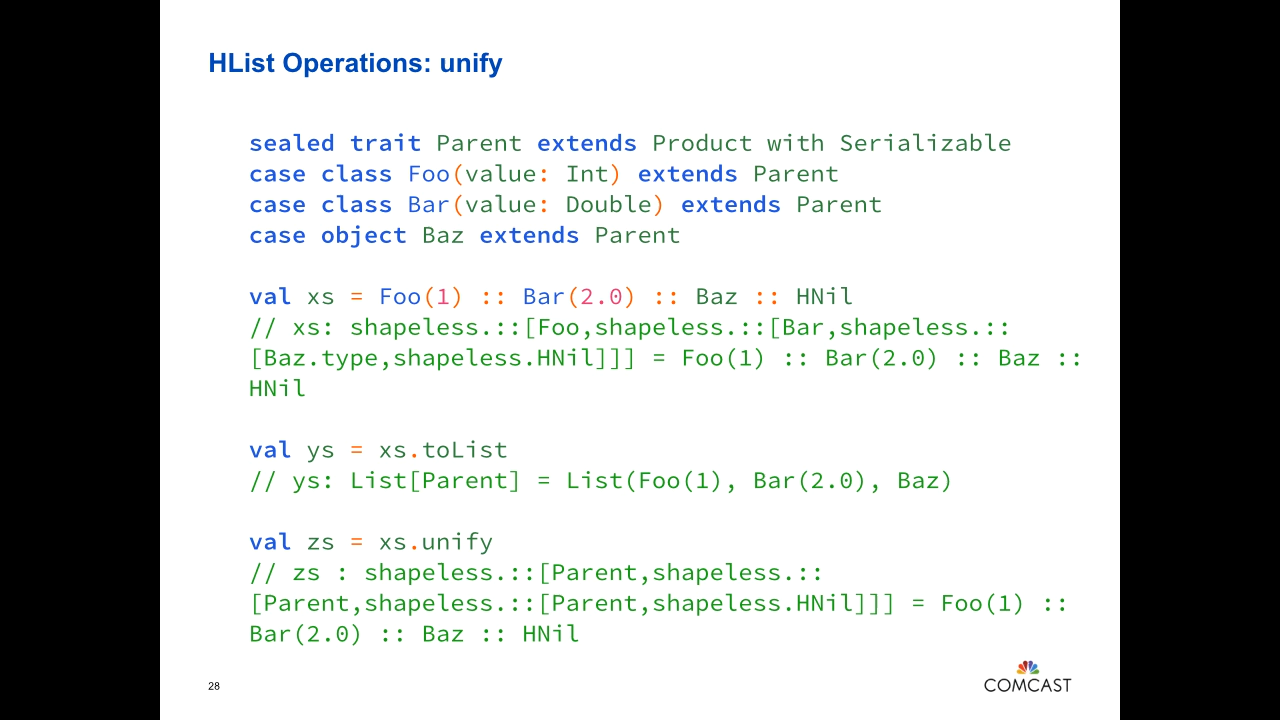 HList Operations: unify
sealed trait Parent extends Product with Serializable
case class Foo(value: Int) extends Parent
case class Bar(value: Double) extends Parent
case object Baz extends Parent
val xs = Foo(1) :: Bar(2.0) :: Baz :: HNil
// xs: shapeless.::[Foo,shapeless.::[Bar,shapeless.::
[Baz.type,shapeless.HNil]]] = Foo(1) :: Bar(2.0) :: Baz ::
HNil
val ys = xs.toList
// ys: List[Parent] = List(Foo(1), Bar(2.0), Baz)
val zs = xs.unify
// zs : shapeless.::[Parent,shapeless.::
[Parent,shapeless.::[Parent,shapeless.HNil]]] = Foo(1) ::
Bar(2.0) :: Baz :: HNil
28
COMCAST